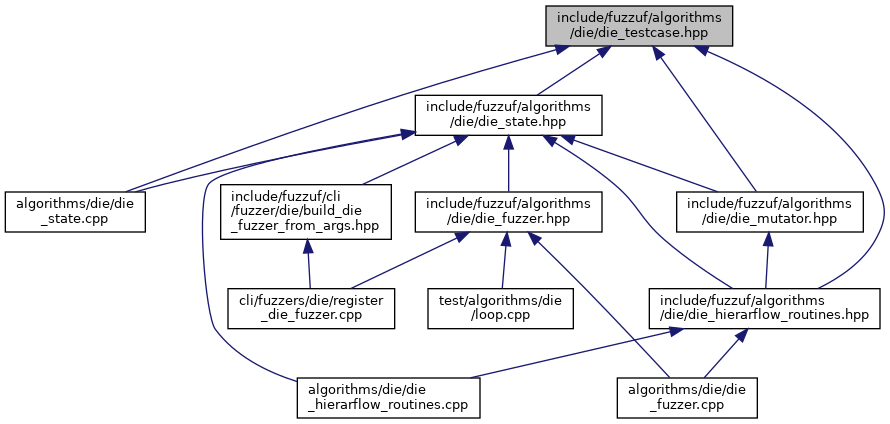 include/fuzzuf/algorithms
/die/die_testcase.hpp
include/fuzzuf/algorithms
/die/die_state.hpp
algorithms/die/die
_state.cpp
include/fuzzuf/cli
/fuzzer/die/build_die
_fuzzer_from_args.hpp
include/fuzzuf/algorithms
/die/die_fuzzer.hpp
include/fuzzuf/algorithms
/die/die_mutator.hpp
cli/fuzzers/die/register
_die_fuzzer.cpp
test/algorithms/die
/loop.cpp
include/fuzzuf/algorithms
/die/die_hierarflow_routines.hpp
algorithms/die/die
_hierarflow_routines.cpp
algorithms/die/die
_fuzzer.cpp